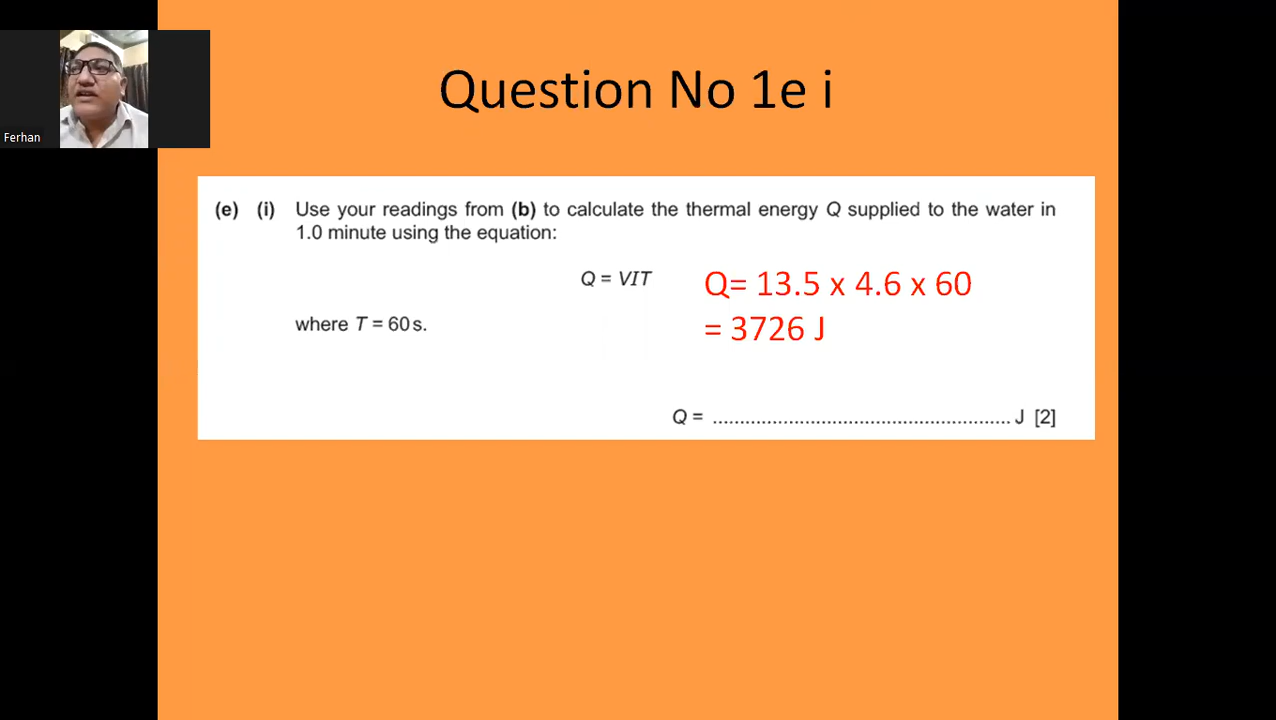 Ferhan
Question No 1e i
(e) (i) Use your readings from (b) to calculate the thermal energy Q supplied to the water in
1.0 minute using the equation:
Q = VIT
Q= 13.5 x 4.6 x 60
= 3726 J
where T = 60 s.
Q = ..................................................... J [2]